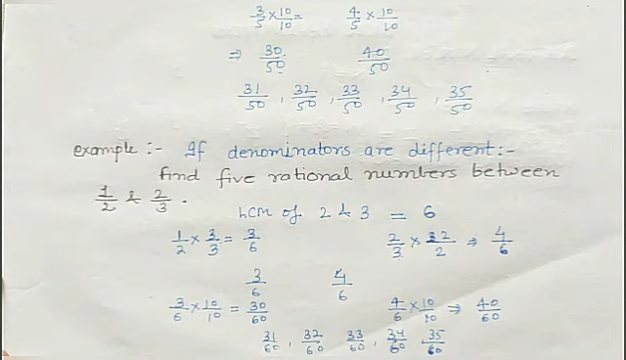 3/5 × 10/10 = 4/5 × 10/10
⇒ 30/50 40/50
31/50 , 32/50 , 33/50 , 34/50 , 35/50
example :- If denominators are different :-
find five rational numbers between
1/2 & 2/3 .
LCM of 2 & 3 = 6
1/2 × 3/3 = 3/6 2/3 × 2/2 ⇒ 4/6
3/6 4/6
3/6 × 10/10 = 30/60 4/6 × 10/10 ⇒ 40/60
31/60 , 32/60 33/60 , 34/60 , 35/60